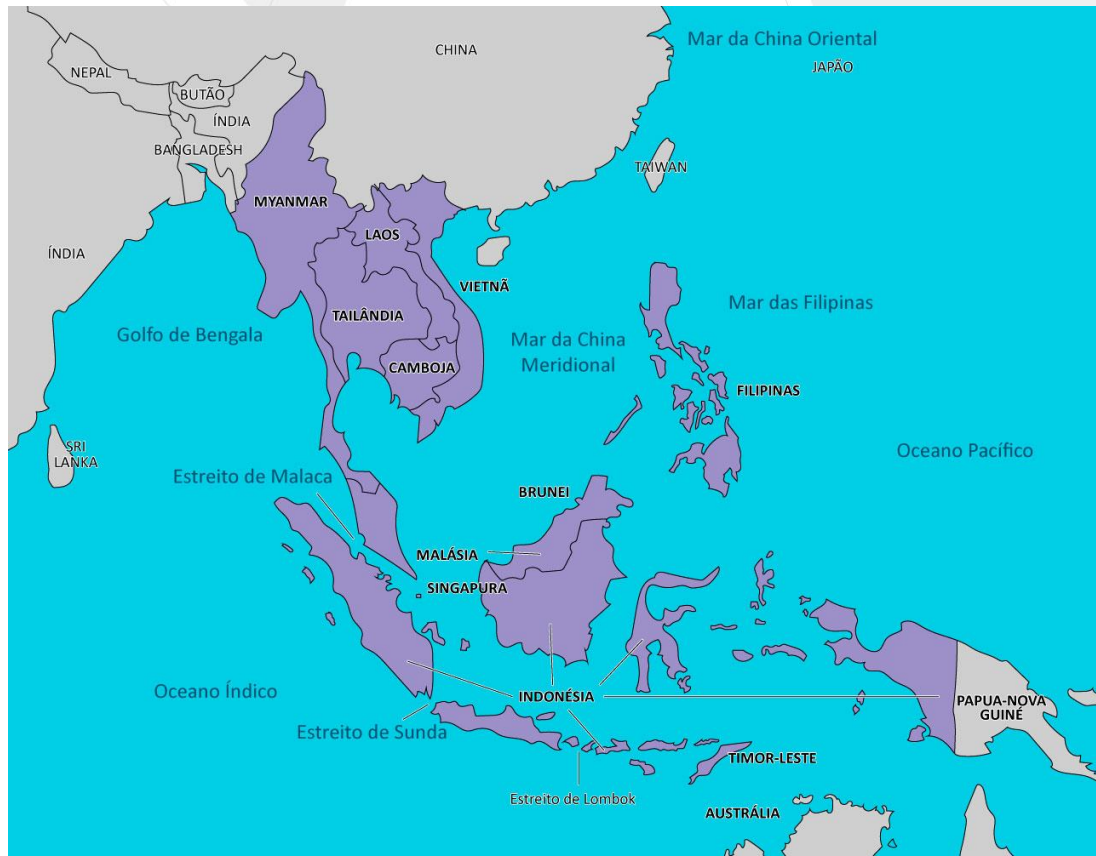 Mar da China Oriental
CHINA
JAPÃO
NEPAL
BUTÃO
ÍNDIA
BANGLADESH
TAIWAN
MYANMAR
LAOS
ÍNDIA
VIETNÃ
TAILÂNDIA
Mar das Filipinas
Golfo de Bengala
Mar da China
Meridional
CAMBOJA
FILIPINAS
SRI
LANKA
Oceano Pacífico
Estreito de Malaca
BRUNEI
MALÁSIA
SINGAPURA
Oceano Índico
INDONÉSIA
PAPUA-NOVA
GUINÉ
Estreito de Sunda
TIMOR-LESTE
Estreito de Lombok
AUSTRÁLIA